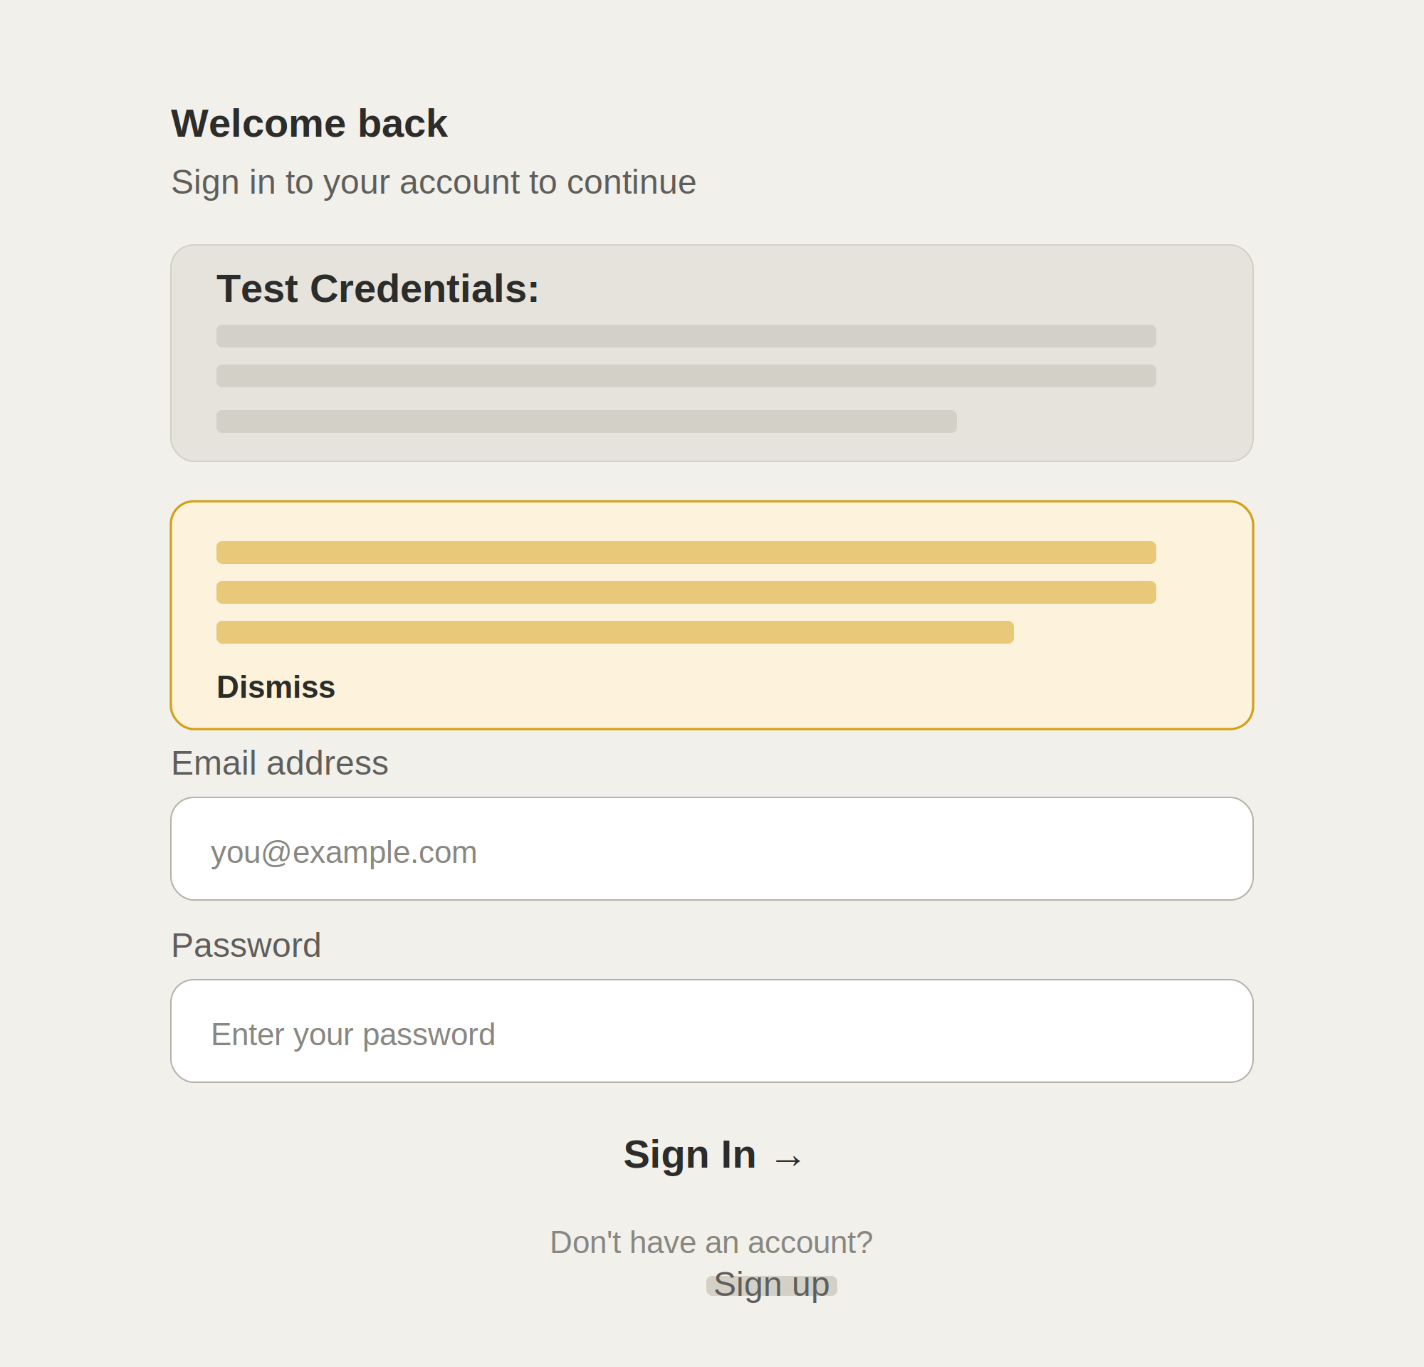 Welcome back
Sign in to your account to continue
Test Credentials:
Dismiss
Email address
you@example.com
Password
Enter your password
Sign In →
Don't have an account?
Sign up